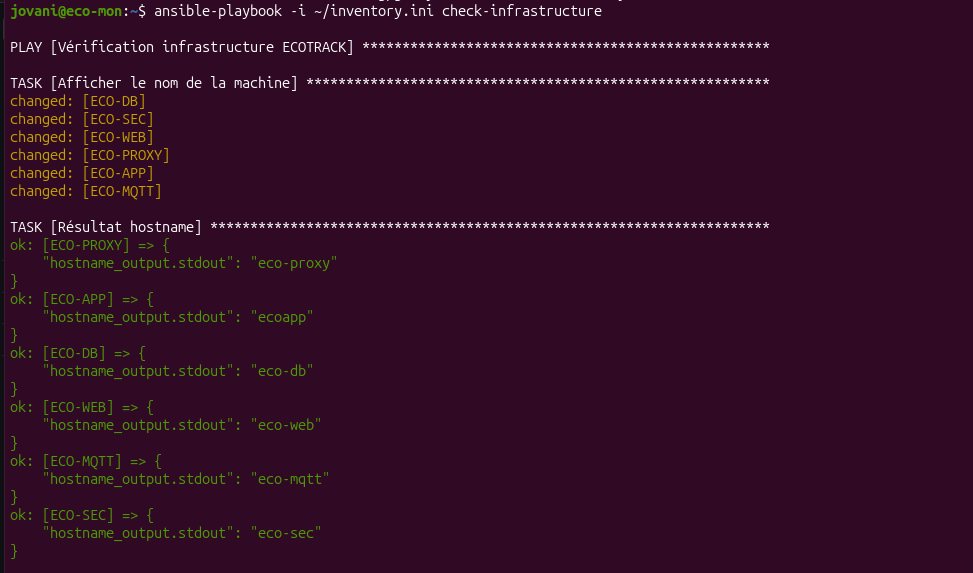 jovani@eco-mon:~$ ansible-playbook -i ~/inventory.ini check-infrastructure
PLAY [Vérification infrastructure ECOTRACK] ***************************************************
TASK [Afficher le nom de la machine] **********************************************************
changed: [ECO-DB]
changed: [ECO-SEC]
changed: [ECO-WEB]
changed: [ECO-PROXY]
changed: [ECO-APP]
changed: [ECO-MQTT]
TASK [Résultat hostname] **********************************************************************
ok: [ECO-PROXY] => {
    "hostname_output.stdout": "eco-proxy"
}
ok: [ECO-APP] => {
    "hostname_output.stdout": "ecoapp"
}
ok: [ECO-DB] => {
    "hostname_output.stdout": "eco-db"
}
ok: [ECO-WEB] => {
    "hostname_output.stdout": "eco-web"
}
ok: [ECO-MQTT] => {
    "hostname_output.stdout": "eco-mqtt"
}
ok: [ECO-SEC] => {
    "hostname_output.stdout": "eco-sec"
}